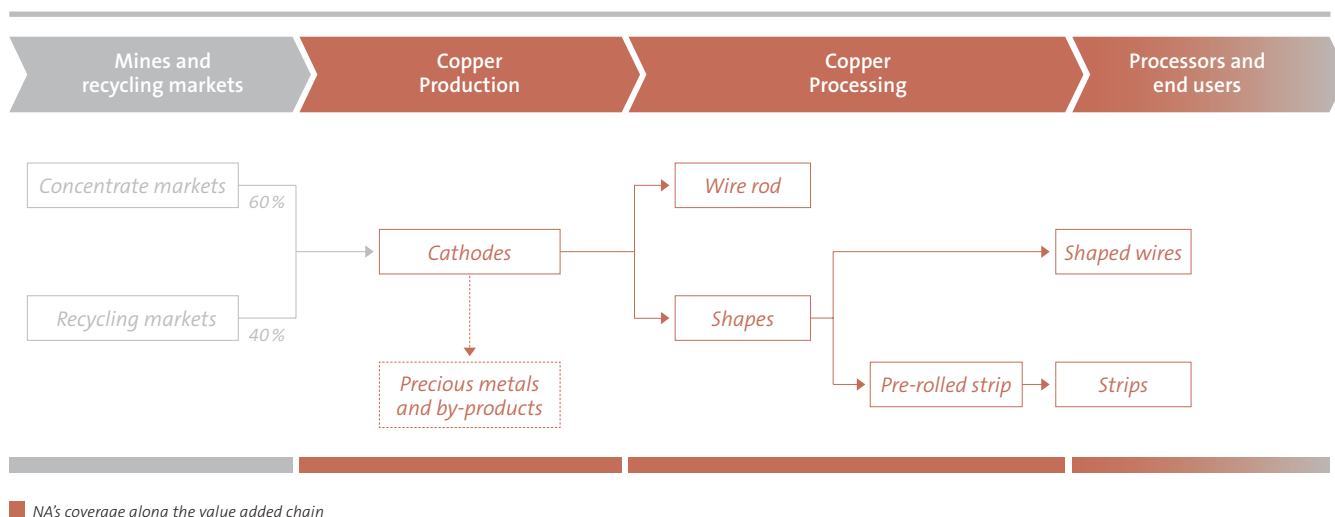 Mines and
recycling markets
Copper
Production
Copper
Processing
Processors and
end users
Concentrate markets
60 %
Wire rod
Cathodes
Shaped wires
Recycling markets
40 %
Shapes
Precious metals
and by-products
Pre-rolled strip
Strips
NA's coverage along the value added chain